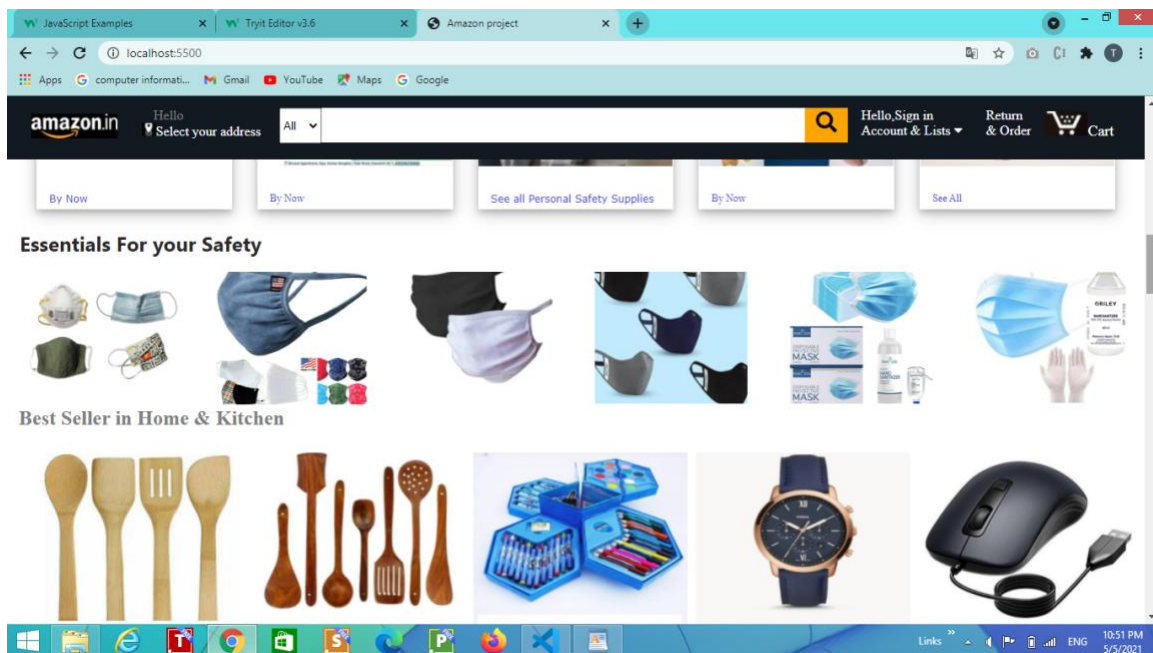 JavaScript Examples
Tryit Editor v3.6
Amazon project
localhost:5500
Apps
computer informati...
Gmail
YouTube
Maps
Google
amazon.in
Hello
Select your address
All
Hello,Sign in
Account & Lists
Return
& Order
Cart
By Now
By Now
See all Personal Safety Supplies
By Now
See All
Essentials For your Safety
ORILEY
MASK
MASK
Best Seller in Home & Kitchen
Links
ENG
10:51 PM
5/5/2021